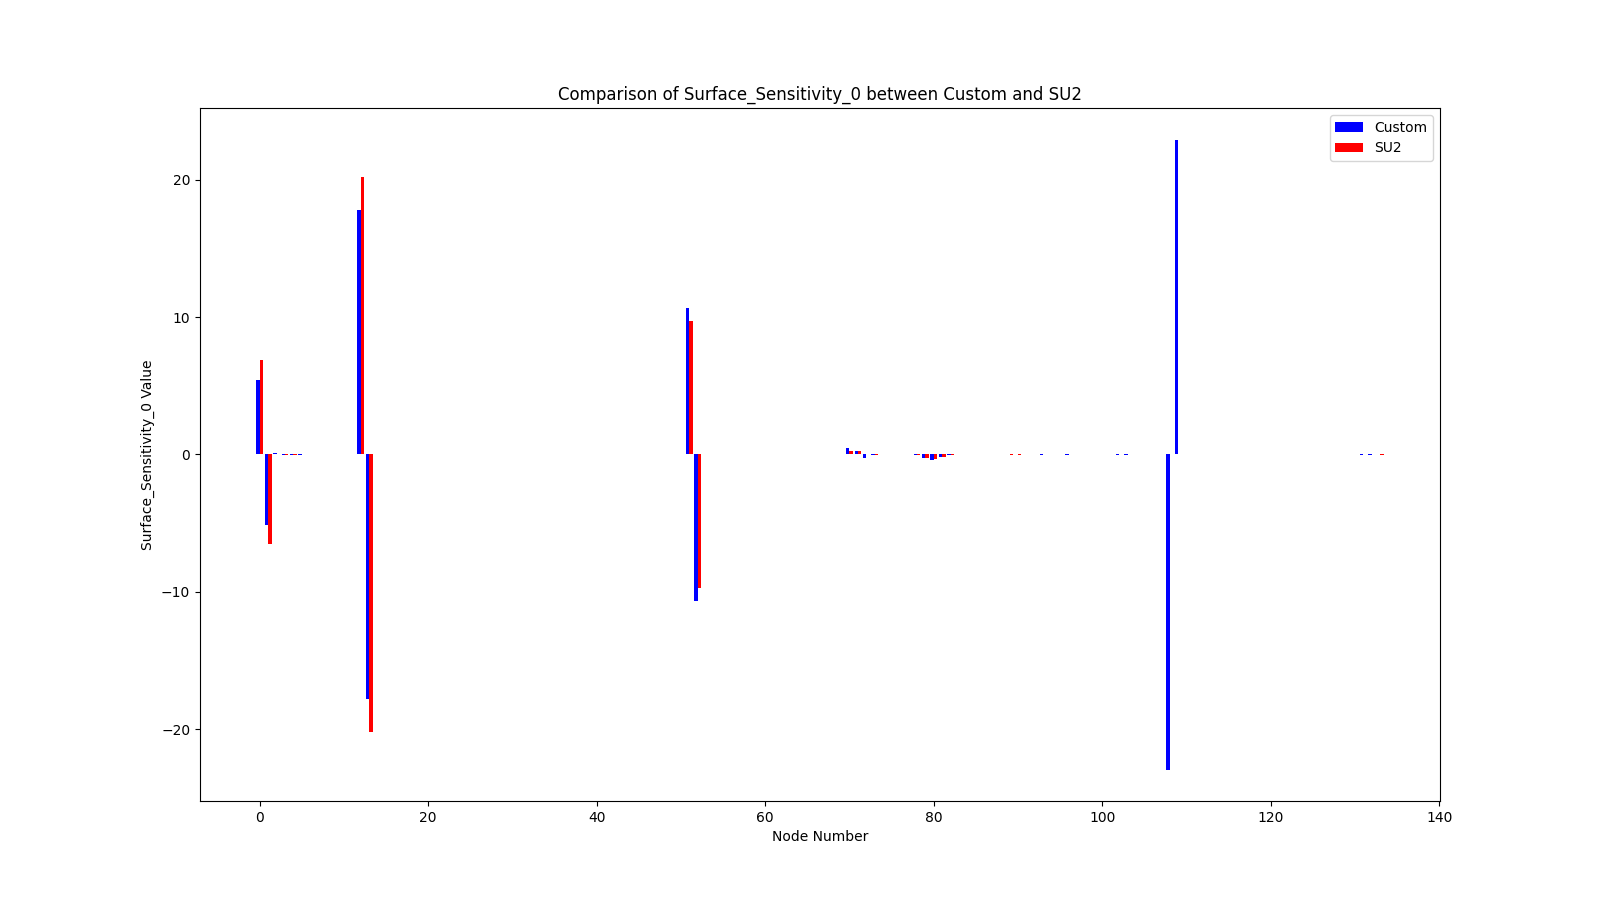 Comparison of Surface_Sensitivity_0 between Custom and SU2
Custom
SU2
Surface_Sensitivity_0 Value
20
10
0
−10
−20
0 20 40 60 80 100 120 140
Node Number